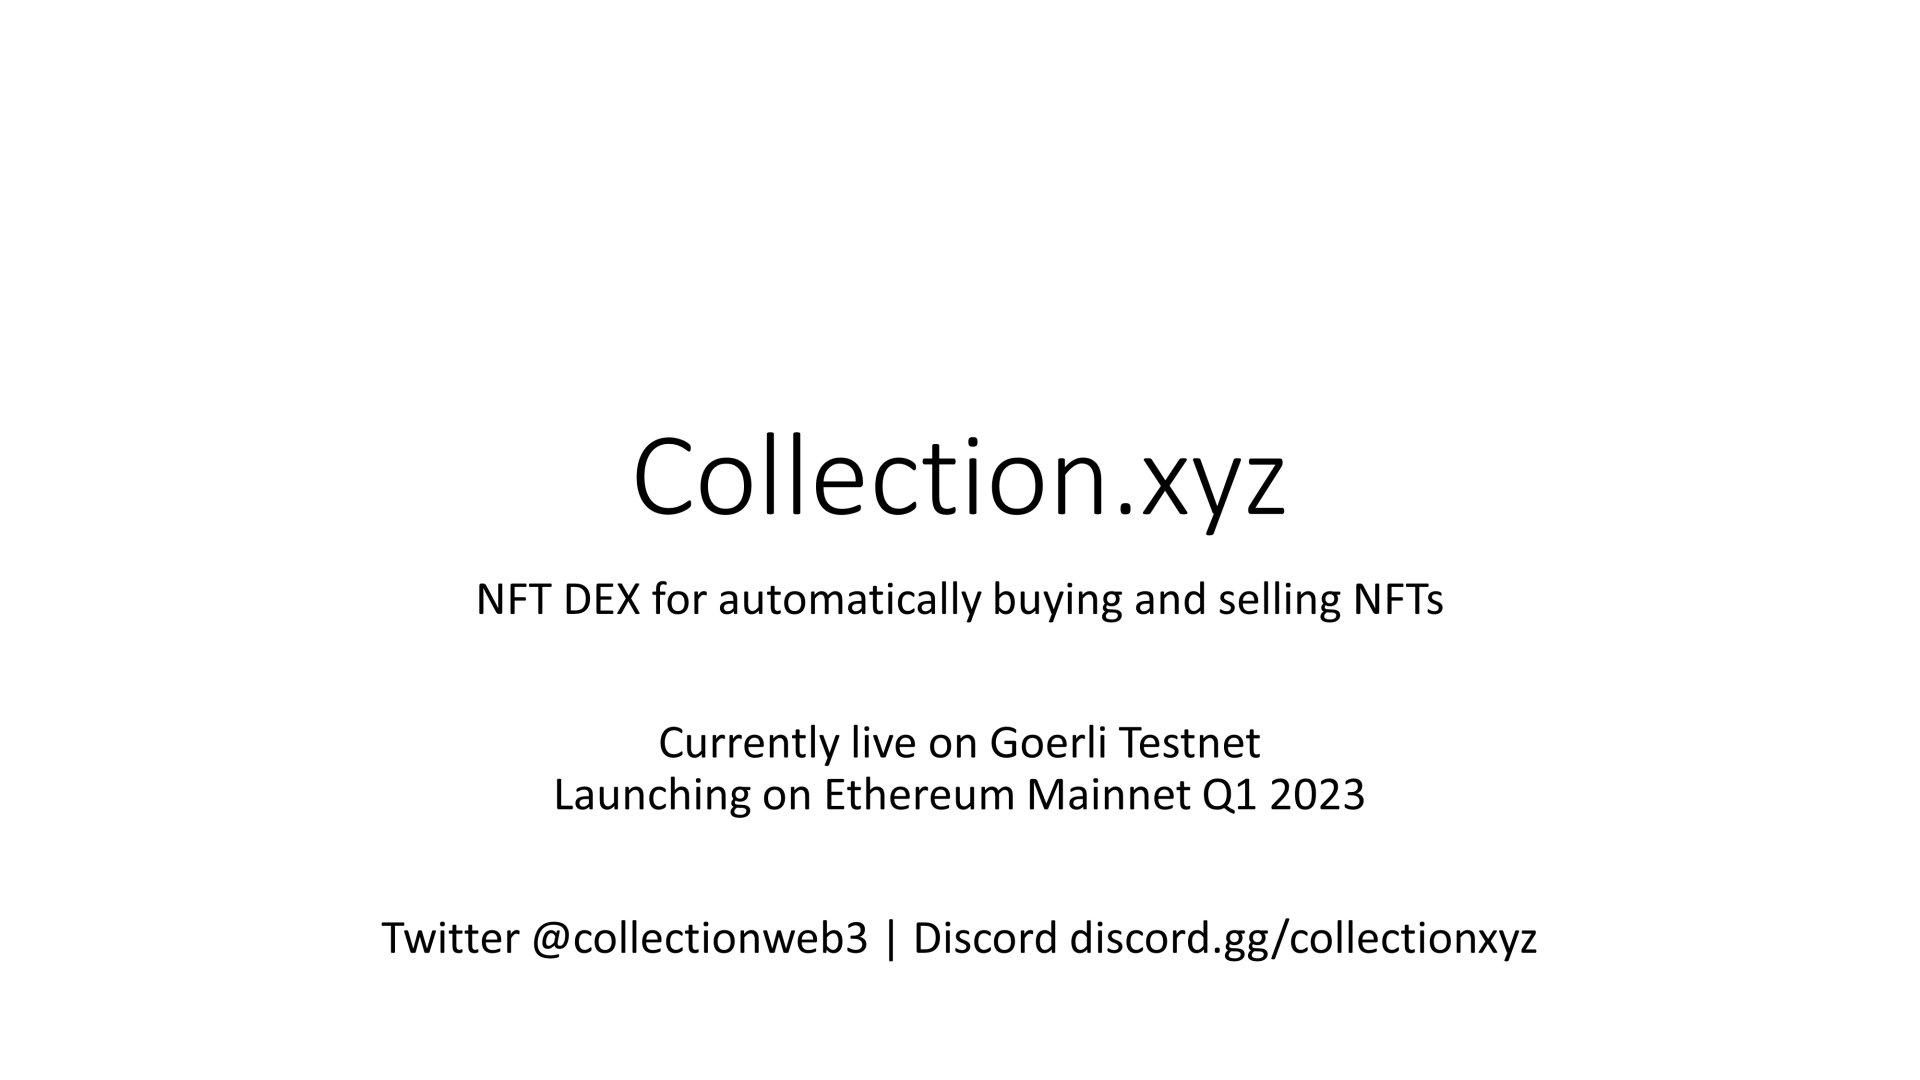 Collection.xyz
NFT DEX for automatically buying and selling NFTs
Currently live on Goerli Testnet
Launching on Ethereum Mainnet Q1 2023
Twitter @collectionweb3 | Discord discord.gg/collectionxyz